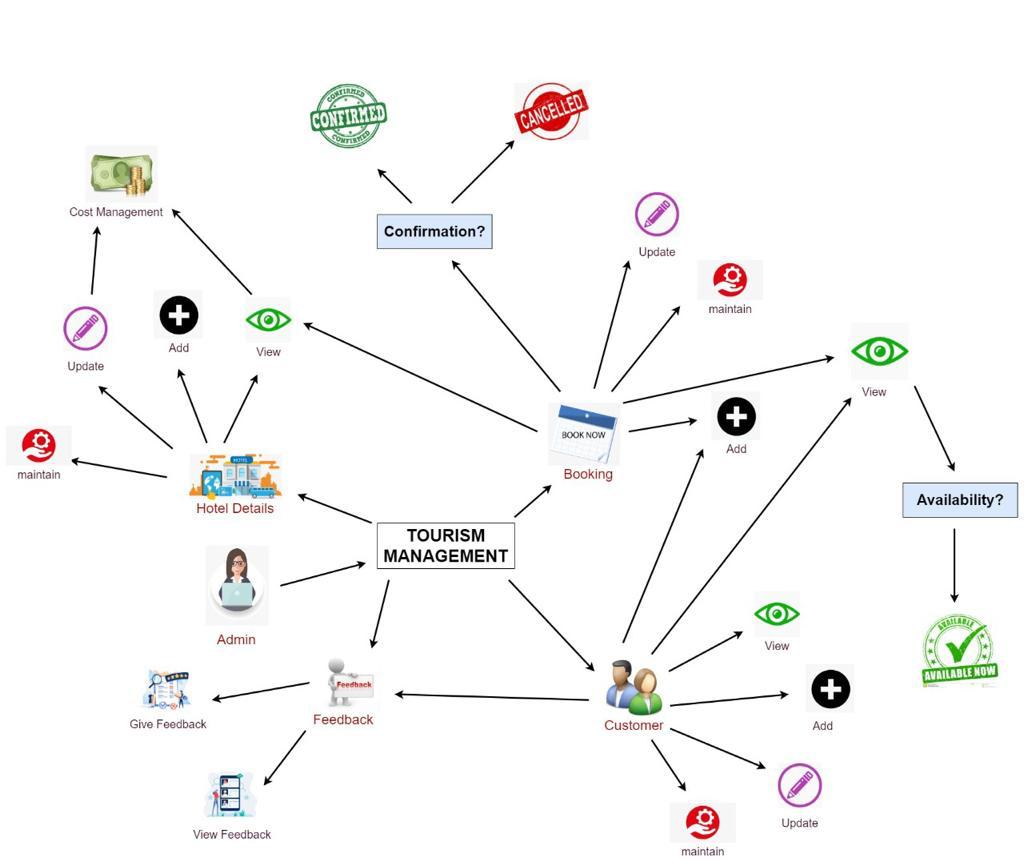 CONFIRMED
CONFIRMED
CONFIRMED
CANCELLED
Cost Management
Confirmation?
Update
maintain
Add
View
Update
View
maintain
BOOK NOW
Booking
Add
HOTEL
Hotel Details
Availability?
TOURISM
MANAGEMENT
Admin
AVAILABLE
AVAILABLE NOW
View
Feedback
Feedback
Give Feedback
Customer
Add
Update
View Feedback
maintain